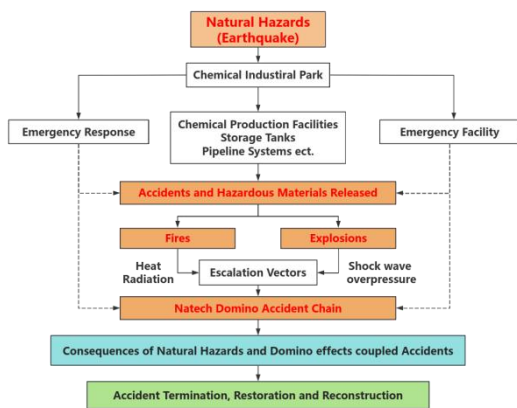 Natural Hazards
(Earthquake)
Chemical Industiral Park
Emergency Response
Chemical Production Facilities
Storage Tanks
Pipeline Systems ect.
Emergency Facility
Accidents and Hazardous Materials Released
Fires
Explosions
Heat
Radiation
Escalation Vectors
Shock wave
overpressure
Natech Domino Accident Chain
Consequences of Natural Hazards and Domino effects coupled Accidents
Accident Termination, Restoration and Reconstruction